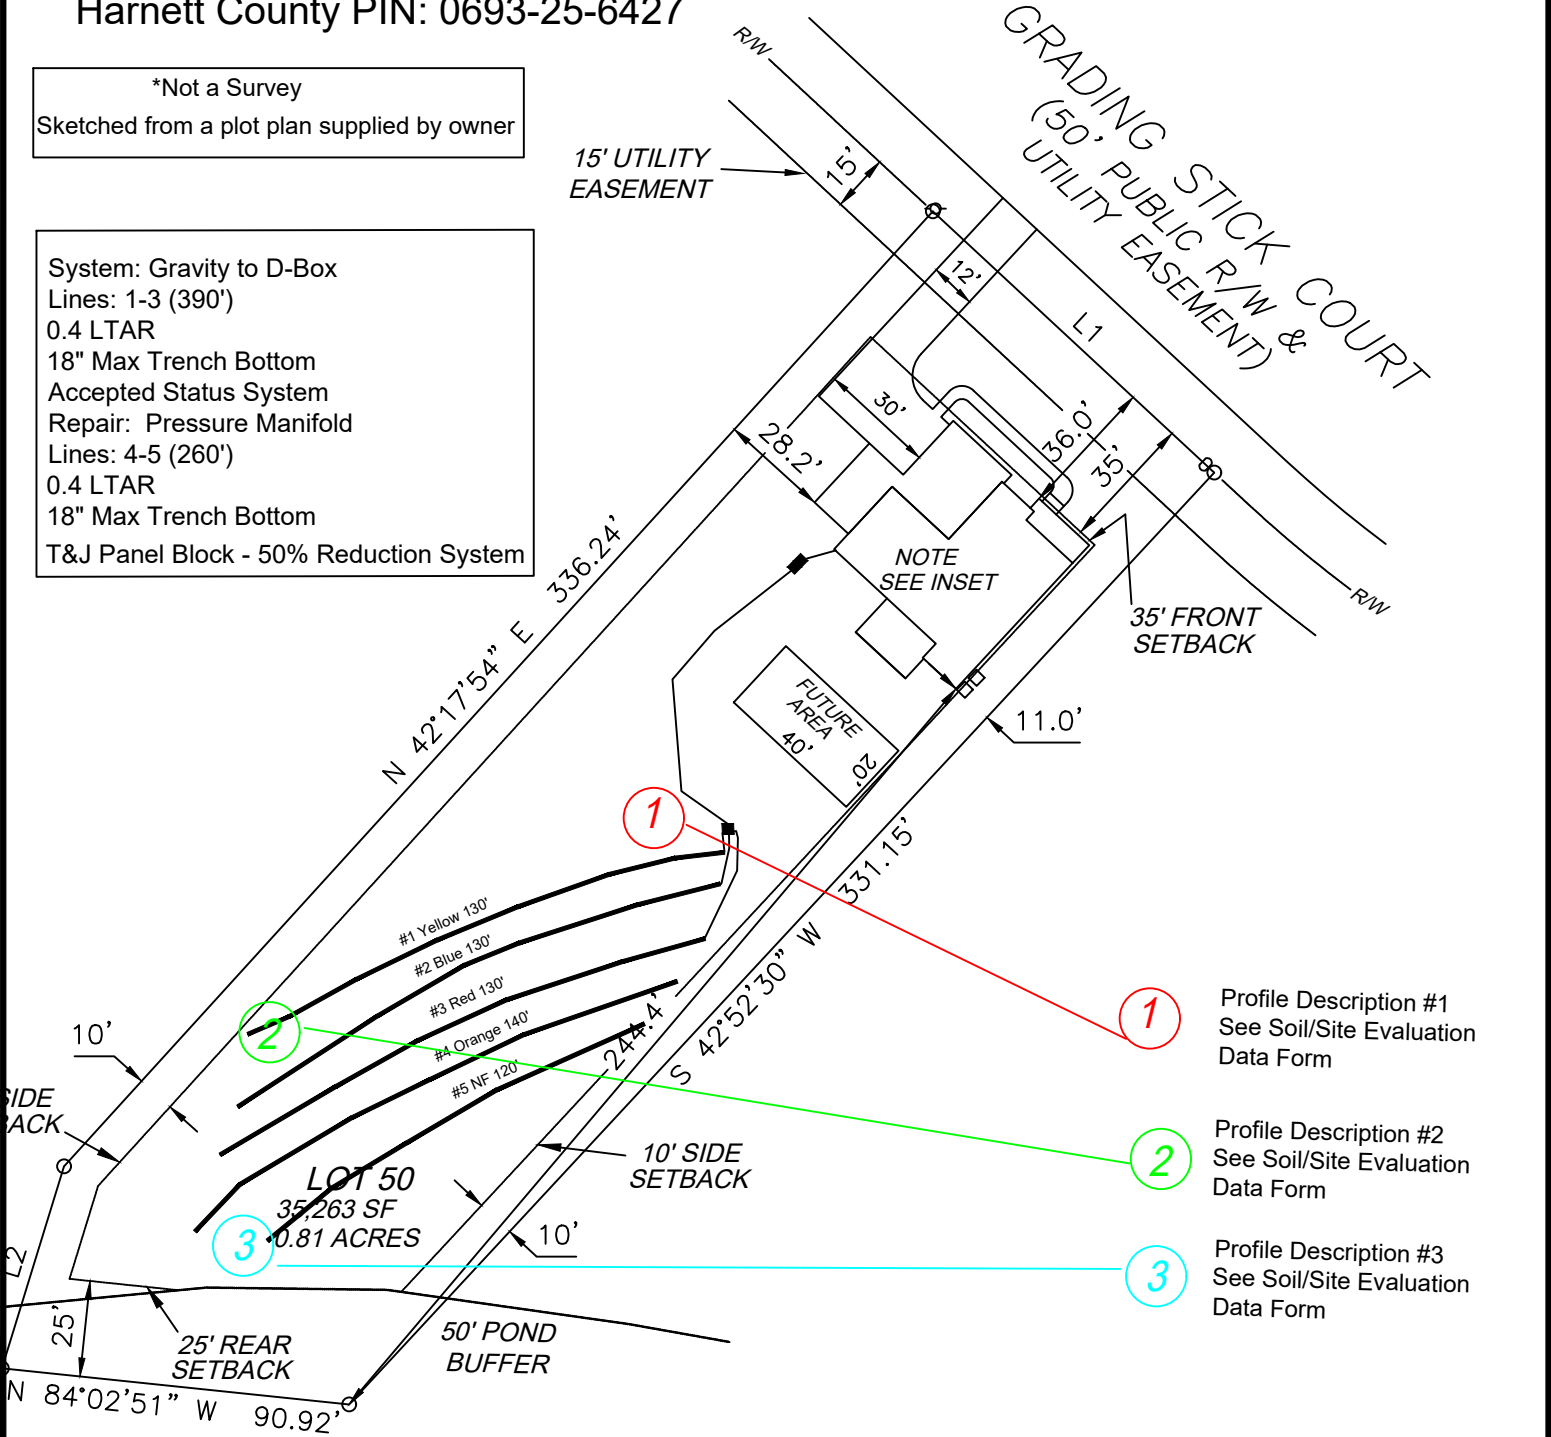 Harnett County PIN: 0693-25-6427
*Not a Survey
Sketched from a plot plan supplied by owner
System: Gravity to D-Box
Lines: 1-3 (390')
0.4 LTAR
18" Max Trench Bottom
Accepted Status System
Repair: Pressure Manifold
Lines: 4-5 (260')
0.4 LTAR
18" Max Trench Bottom
T&J Panel Block - 50% Reduction System
R/W
15' UTILITY
EASEMENT
15'
GRADING STICK COURT
(50' PUBLIC R/W &
UTILITY EASEMENT)
12'
L1
30'
28.2'
36.0'
35'
NOTE
SEE INSET
R/W
35' FRONT
SETBACK
N 42°17'54" E 336.24'
FUTURE
AREA
40'
20'
11.0'
1
S 42°52'30" W 331.15'
#1 Yellow 130'
#2 Blue 130'
#3 Red 130'
#4 Orange 140'
#5 NF 120'
244.4'
2
10'
SIDE
BACK
10' SIDE
SETBACK
LOT 50
35,263 SF
0.81 ACRES
3
10'
L2
25'
25' REAR
SETBACK
50' POND
BUFFER
N 84°02'51" W 90.92'
1
Profile Description #1
See Soil/Site Evaluation
Data Form
2
Profile Description #2
See Soil/Site Evaluation
Data Form
3
Profile Description #3
See Soil/Site Evaluation
Data Form